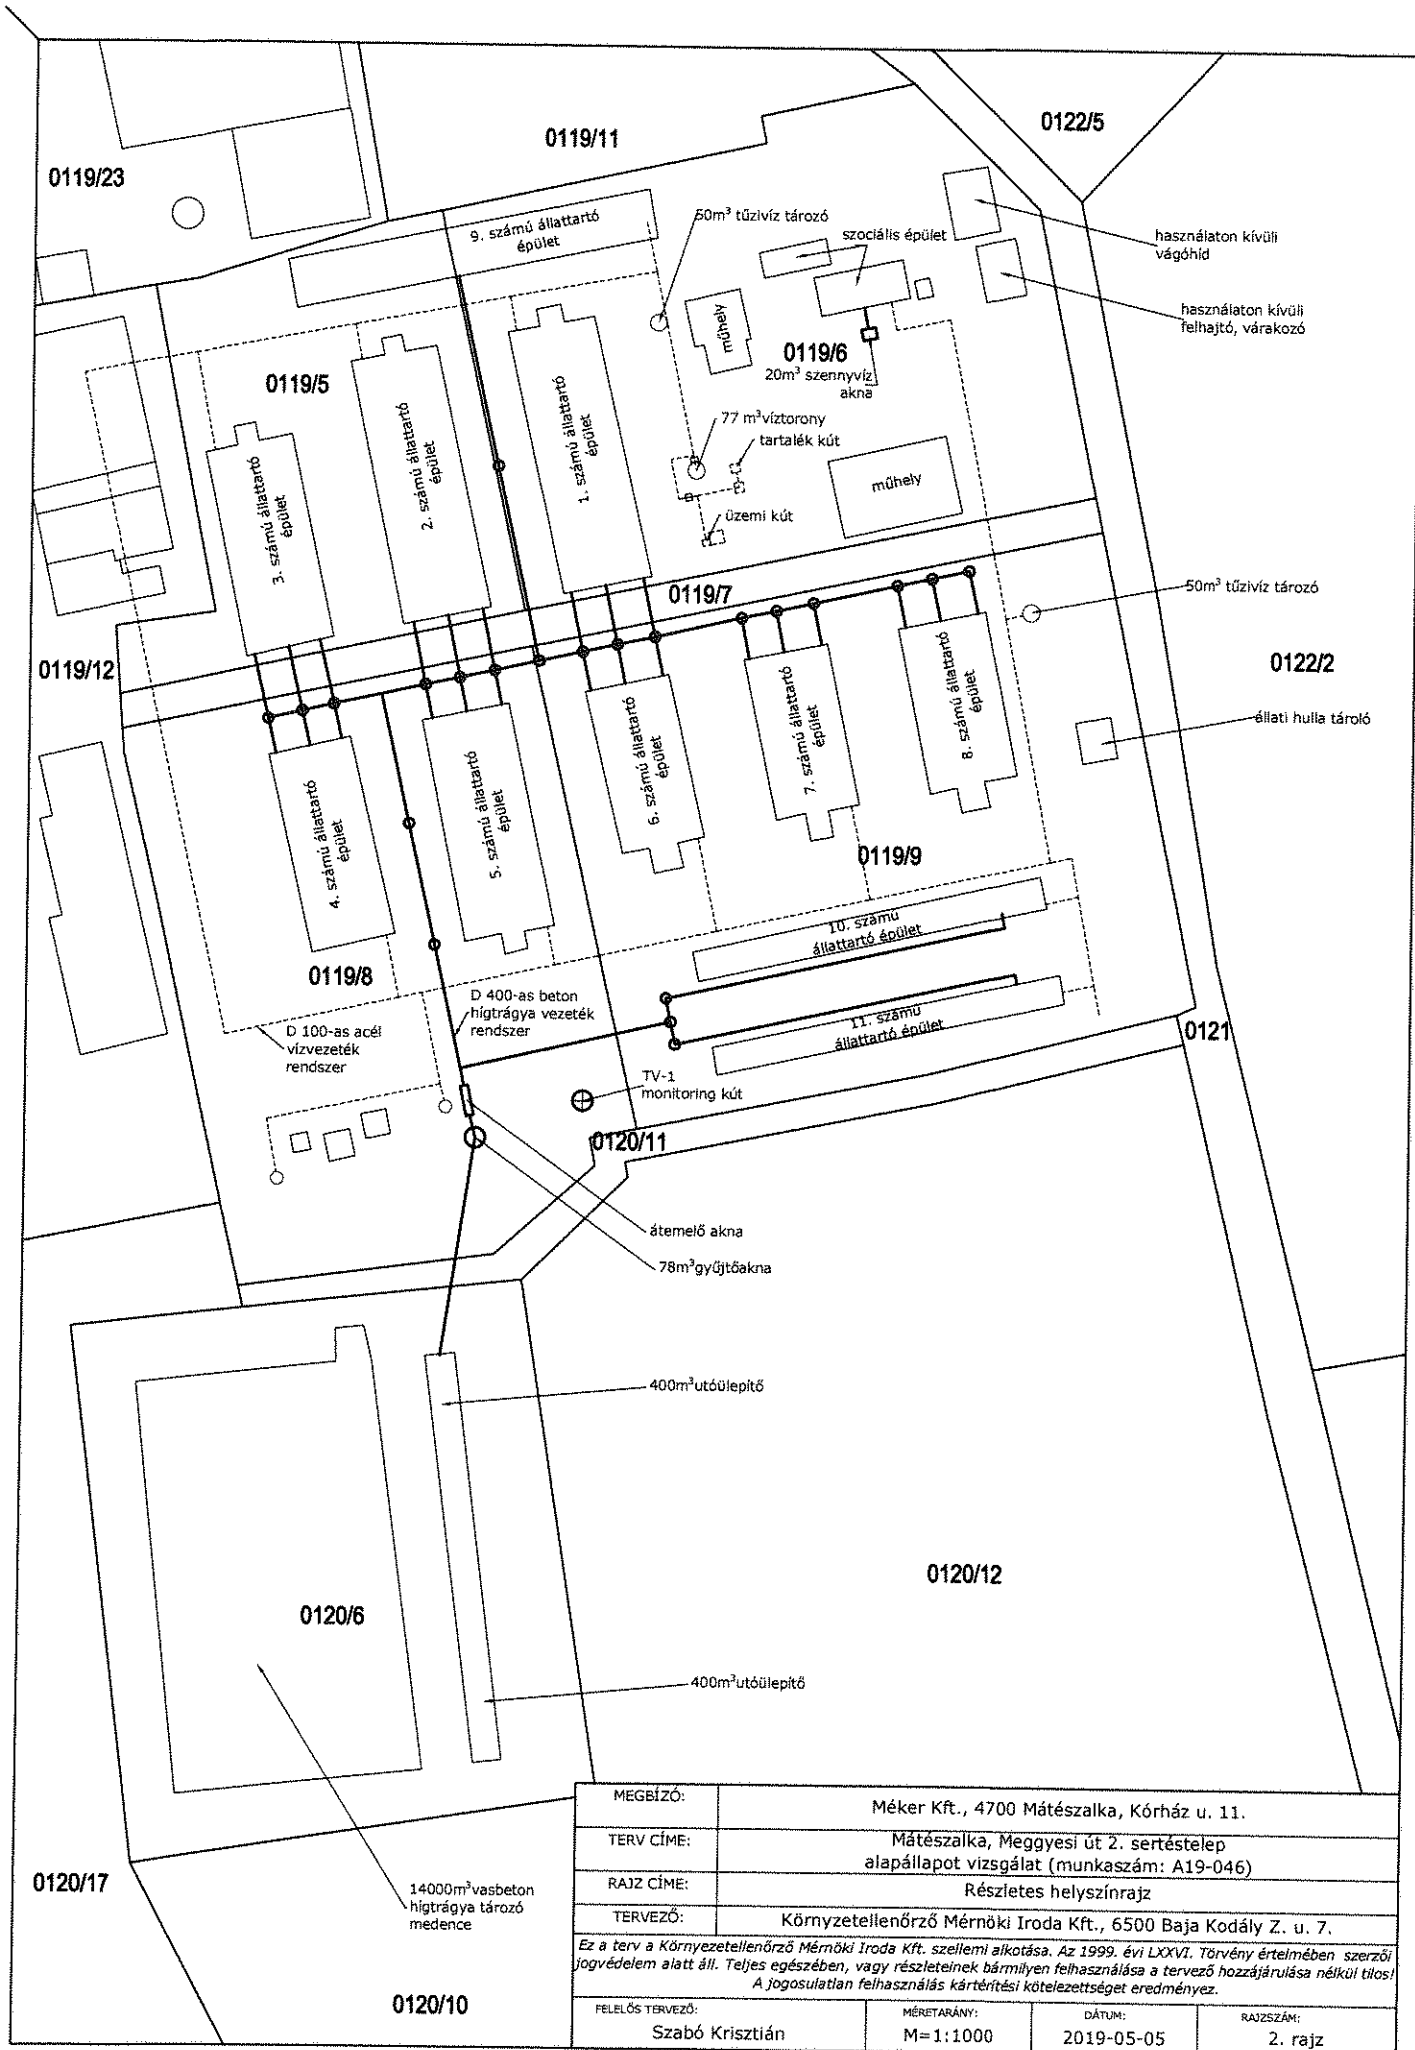 0122/5
0119/11
0119/23
9. számú állattartó
épület
50m³ tűzivíz tározó
szociális épület
használaton kívüli
vágóhíd
használaton kívüli
felhajtó, várakozó
műhely
0119/6
20m³ szennyvíz
akna
0119/5
3. számú állattartó
épület
2. számú állattartó
épület
1. számú állattartó
épület
77 m³víztorony
tartalék kút
műhely
üzemi kút
0119/7
50m³ tűzivíz tározó
0119/12
0122/2
állati hulla tároló
4. számú állattartó
épület
5. számú állattartó
épület
6. számú állattartó
épület
7. számú állattartó
épület
8. számú állattartó
épület
0119/9
10. számú
állattartó épület
0119/8
D 400-as beton
hígtrágya vezeték
rendszer
D 100-as acél
vízvezeték
rendszer
11. számú
állattartó épület
0121
TV-1
monitoring kút
0120/11
átemelő akna
78m³gyűjtőakna
400m³utóülepítő
0120/12
0120/6
400m³utóülepítő
0120/17
14000m³vasbeton
hígtrágya tározó
medence
0120/10
MEGBÍZÓ:
Méker Kft., 4700 Mátészalka, Kórház u. 11.
TERV CÍME:
Mátészalka, Meggyesi út 2. sertéstelep
alapállapot vizsgálat (munkaszám: A19-046)
RAJZ CÍME:
Részletes helyszínrajz
TERVEZŐ:
Környzetellenőrző Mérnöki Iroda Kft., 6500 Baja Kodály Z. u. 7.
Ez a terv a Környezetellenőrző Mérnöki Iroda Kft. szellemi alkotása. Az 1999. évi LXXVI. Törvény értelmében szerzői
jogvédelem alatt áll. Teljes egészében, vagy részleteinek bármilyen felhasználása a tervező hozzájárulása nélkül tilos!
A jogosulatlan felhasználás kártérítési kötelezettséget eredményez.
FELELŐS TERVEZŐ:
Szabó Krisztián
MÉRETARÁNY:
M=1:1000
DÁTUM:
2019-05-05
RAJZSZÁM:
2. rajz